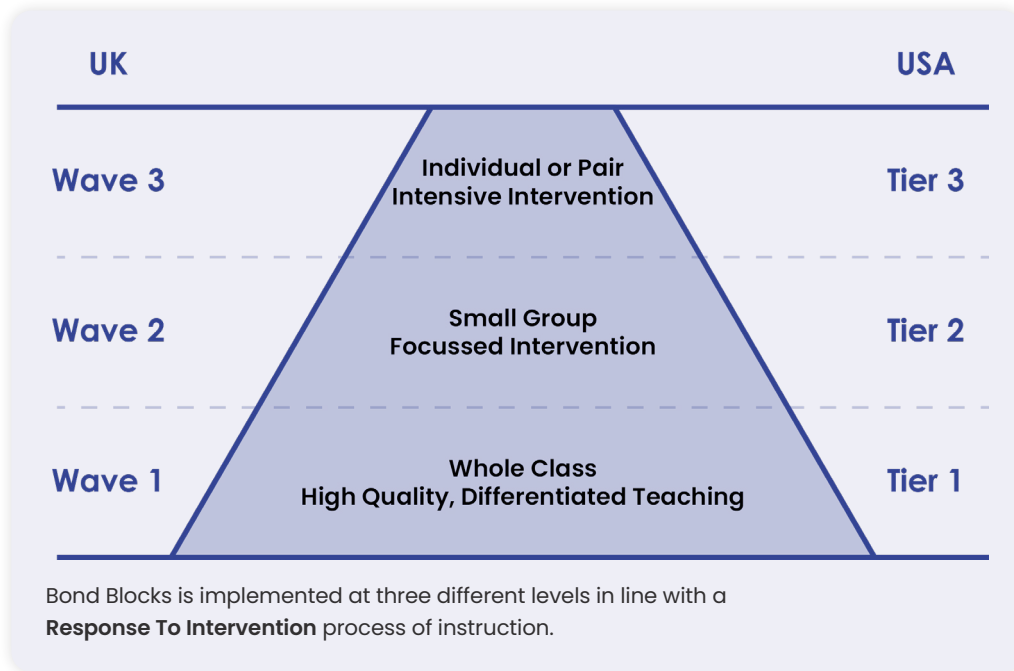 UK
USA
Wave 3
Individual or Pair
Intensive Intervention
Tier 3
Wave 2
Small Group
Focussed Intervention
Tier 2
Wave 1
Whole Class
High Quality, Differentiated Teaching
Tier 1
Bond Blocks is implemented at three different levels in line with a
Response To Intervention process of instruction.